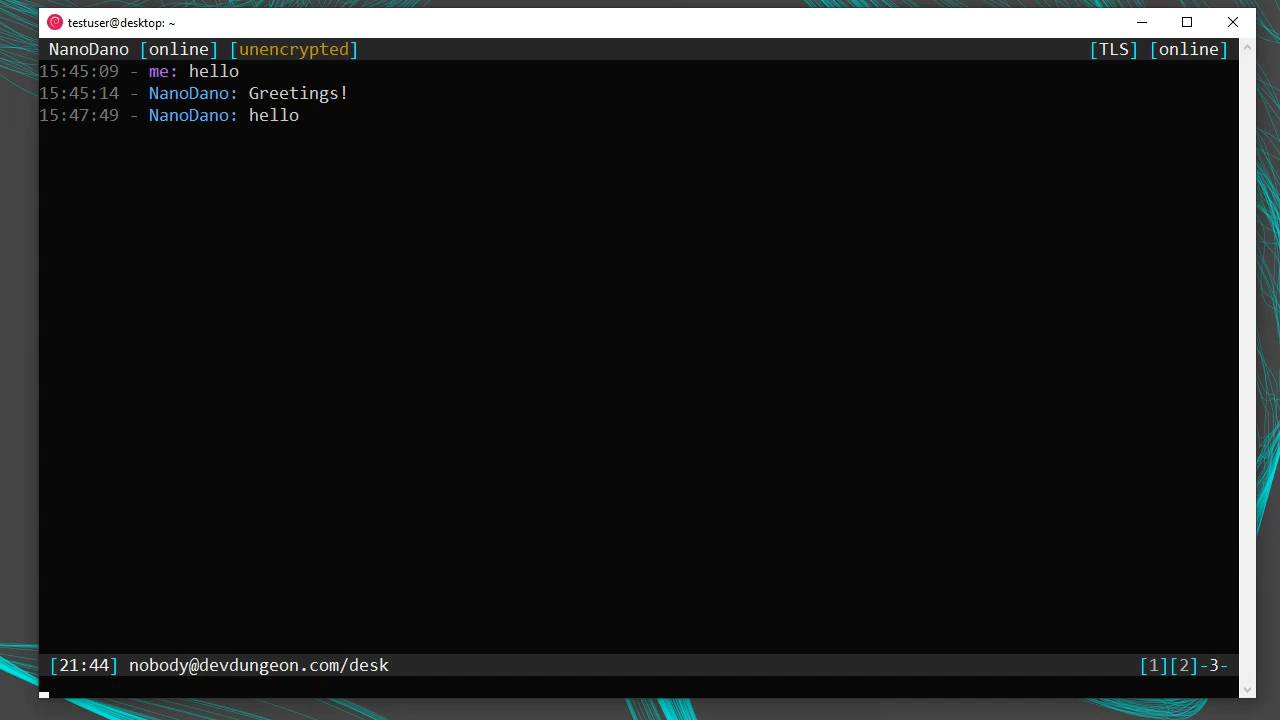 testuser@desktop: ~
NanoDano [online] [unencrypted] [TLS] [online]
15:45:09 - me: hello
15:45:14 - NanoDano: Greetings!
15:47:49 - NanoDano: hello
[21:44] nobody@devdungeon.com/desk [1][2]-3-